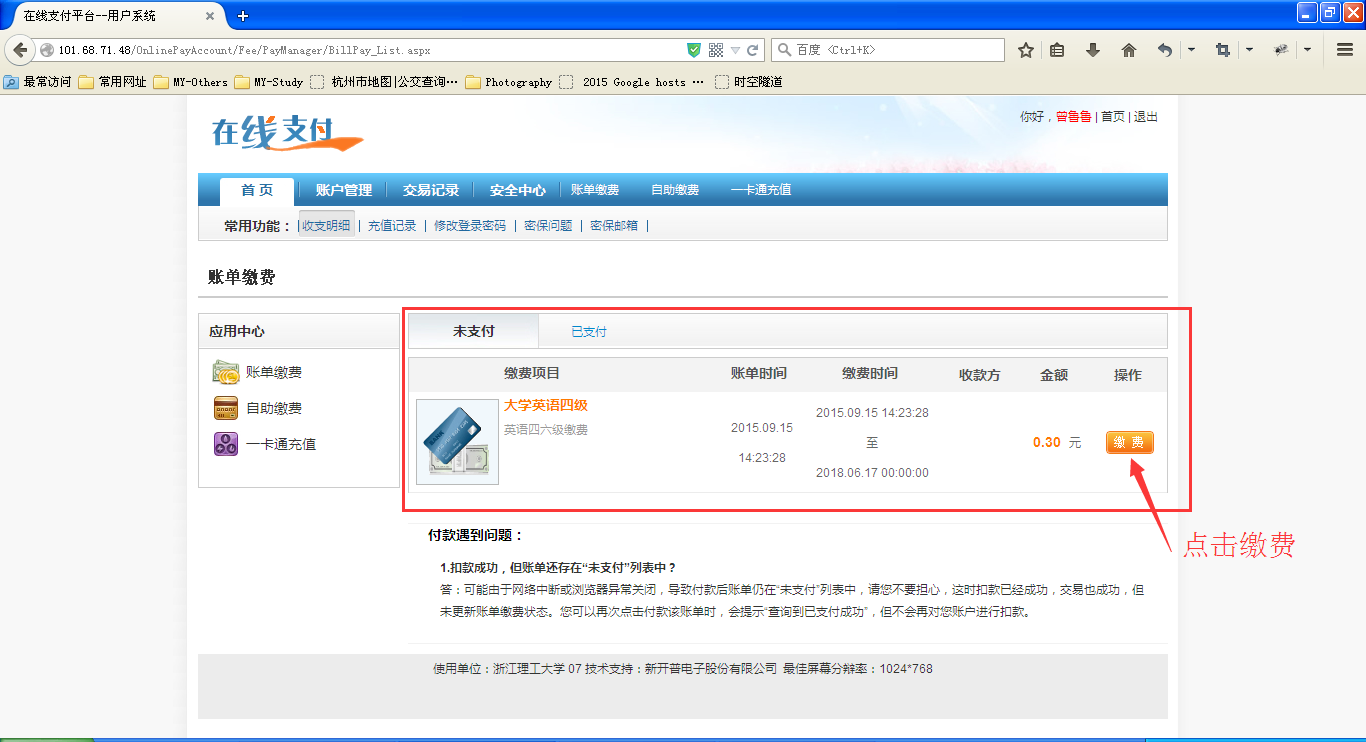 在线支付平台--用户系统
101.68.71.48/OnlinePayAccount/Fee/PayManager/BillPay_List.aspx
百度 <Ctrl+K>
最常访问 常用网址 MY-Others MY-Study 杭州市地图|公交查询… Photography 2015 Google hosts … 时空隧道
在线支付
你好，曾鲁鲁 | 首页 | 退出
首 页 账户管理 交易记录 安全中心 账单缴费 自助缴费 一卡通充值
常用功能： |收支明细 | 充值记录 | 修改登录密码 | 密保问题 | 密保邮箱 |
账单缴费
应用中心
账单缴费
自助缴费
一卡通充值
未支付 已支付
缴费项目 账单时间 缴费时间 收款方 金额 操作
大学英语四级
英语四六级缴费
2015.09.15
14:23:28
2015.09.15 14:23:28
至
2018.06.17 00:00:00
0.30 元
缴 费
点击缴费
付款遇到问题：
1.扣款成功，但账单还存在“未支付”列表中？
答：可能由于网络中断或浏览器异常关闭，导致付款后账单仍在“未支付”列表中，请您不要担心，这时扣款已经成功，交易也成功，但
未更新账单缴费状态。您可以再次点击付款该账单时，会提示“查询到已支付成功”，但不会再对您账户进行扣款。
使用单位：浙江理工大学 07 技术支持：新开普电子股份有限公司 最佳屏幕分辩率：1024*768